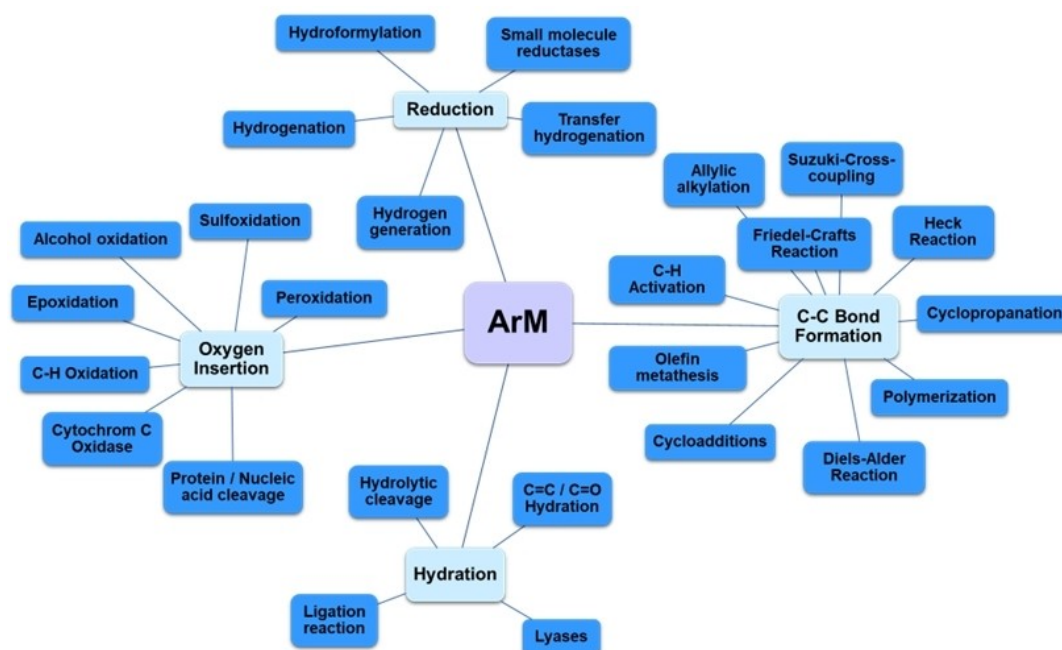 Hydroformylation
Small molecule
reductases
Reduction
Hydrogenation
Transfer
hydrogenation
Hydrogen
generation
Allylic
alkylation
Suzuki-Cross-
coupling
Friedel-Crafts
Reaction
Heck
Reaction
C-H
Activation
Cyclopropanation
C-C Bond
Formation
Olefin
metathesis
Polymerization
Cycloadditions
Diels-Alder
Reaction
ArM
Sulfoxidation
Alcohol oxidation
Epoxidation
Peroxidation
Oxygen
Insertion
C-H Oxidation
Cytochrom C
Oxidase
Protein / Nucleic
acid cleavage
Hydrolytic
cleavage
C=C / C=O
Hydration
Hydration
Ligation
reaction
Lyases